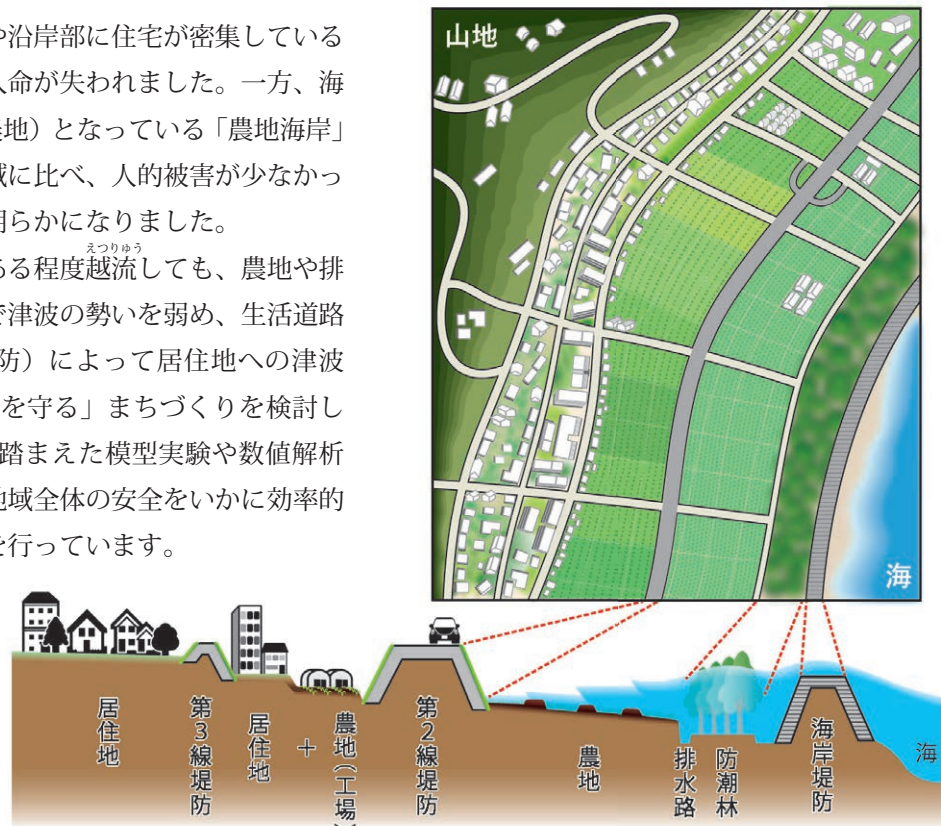 や沿岸部に住宅が密集している
人命が失われました。一方、海
地）となっている「農地海岸」
域に比べ、人的被害が少なかっ
明らかになりました。
えつりゅう
ある程度越流しても、農地や排
で津波の勢いを弱め、生活道路
防）によって居住地への津波
を守る」まちづくりを検討し
踏まえた模型実験や数値解析
地域全体の安全をいかに効率的
を行っています。
山地
海
居住地
第3線堤防
居住地
+
農地（工場）
第2線堤防
農地
排水路
防潮林
海岸堤防
海